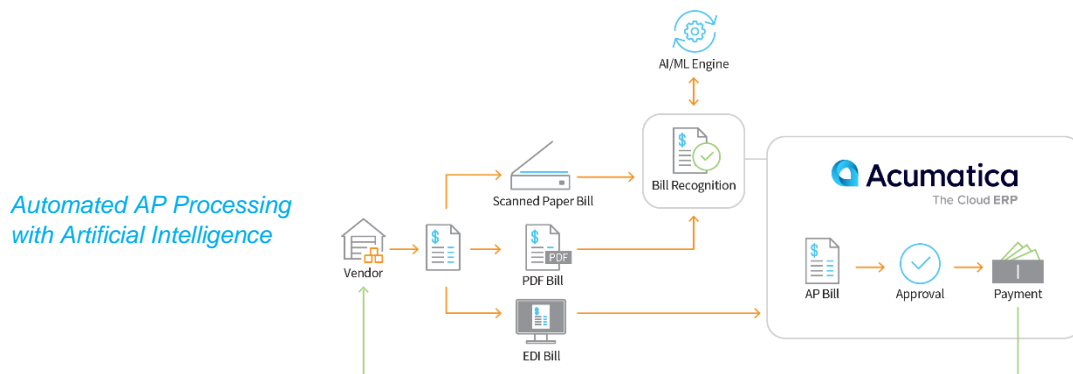 Automated AP Processing
with Artificial Intelligence
AI/ML Engine
$
Bill Recognition
Scanned Paper Bill
Vendor
$
$
PDF
PDF Bill
$
EDI Bill
Acumatica
The Cloud ERP
$
AP Bill
Approval
Payment